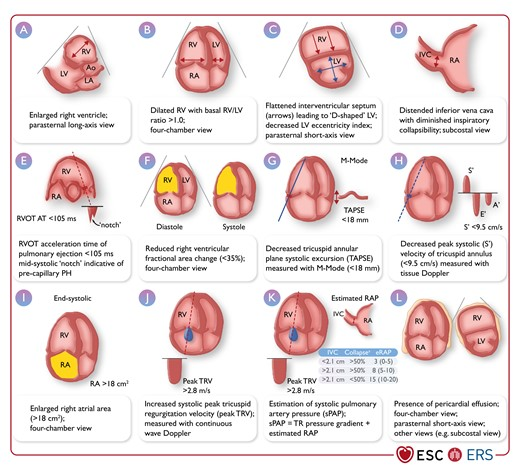 A
RV
Ao
LV
LA
Enlarged right ventricle;
parasternal long-axis view
B
RV
LV
RA
Dilated RV with basal RV/LV
ratio >1.0;
four-chamber view
C
RV
LV
Flattened interventricular septum
(arrows) leading to 'D-shaped' LV;
decreased LV eccentricity index;
parasternal short-axis view
D
IVC
RA
Distended inferior vena cava
with diminished inspiratory
collapsibility; subcostal view
E
RV
RA
RVOT AT <105 ms
'notch'
RVOT acceleration time of
pulmonary ejection <105 ms
mid-systolic 'notch' indicative of
pre-capillary PH
F
RV
LV
RA
Diastole
Systole
Reduced right ventricular
fractional area change (<35%);
four-chamber view
G
M-Mode
RV
RA
TAPSE
<18 mm
Decreased tricuspid annular
plane systolic excursion (TAPSE)
measured with M-Mode (<18 mm)
H
RV
RA
S'
E'
A'
S' <9.5 cm/s
Decreased peak systolic (S')
velocity of tricuspid annulus
(<9.5 cm/s) measured with
tissue Doppler
I
End-systolic
RV
RA
RA >18 cm²
Enlarged right atrial area
(>18 cm²);
four-chamber view
J
RV
RA
Peak TRV
>2.8 m/s
Increased systolic peak tricuspid
regurgitation velocity (peak TRV);
measured with continuous
wave Doppler
K
Estimated RAP
RV
RA
IVC
RA
IVC Collapse eRAP
<2.1 cm >50% 3 (0-5)
>2.1 cm >50% 8 (5-10)
>2.1 cm <50% 15 (10-20)
Peak TRV
>2.8 m/s
Estimation of systolic pulmonary
artery pressure (sPAP);
sPAP = TR pressure gradient +
estimated RAP
L
RV
RA
RV
LV
Presence of pericardial effusion;
four-chamber view;
parasternal short-axis view;
other views (e.g. subcostal view)
ESC ERS